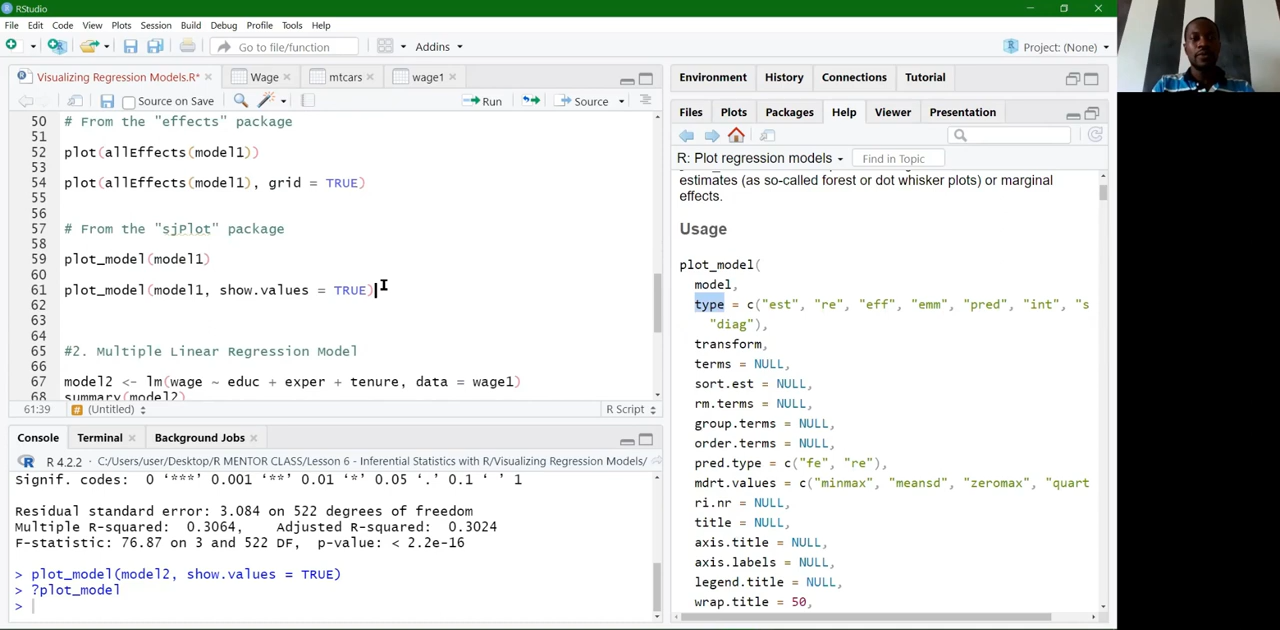 RStudio
File Edit Code View Plots Session Build Debug Profile Tools Help
Go to file/function
Addins
Project: (None)
Visualizing Regression Models.R*
Wage
mtcars
wage1
Source on Save
Run
Source
50 # From the "effects" package
51
52 plot(allEffects(model1))
53
54 plot(allEffects(model1), grid = TRUE)
55
56
57 # From the "sjPlot" package
58
59 plot_model(model1)
60
61 plot_model(model1, show.values = TRUE)
62
63
64
65 #2. Multiple Linear Regression Model
66
67 model2 <- lm(wage ~ educ + exper + tenure, data = wage1)
68 summary(model2)
61:39
(Untitled)
R Script
Console Terminal Background Jobs
R 4.2.2 · C:/Users/user/Desktop/R MENTOR CLASS/Lesson 6 - Inferential Statistics with R/Visualizing Regression Models/
Signif. codes:  0 ‘***’ 0.001 ‘**’ 0.01 ‘*’ 0.05 ‘.’ 0.1 ‘ ’ 1
Residual standard error: 3.084 on 522 degrees of freedom
Multiple R-squared:  0.3064,    Adjusted R-squared:  0.3024
F-statistic: 76.87 on 3 and 522 DF,  p-value: < 2.2e-16
> plot_model(model2, show.values = TRUE)
> ?plot_model
>
Environment History Connections Tutorial
Files Plots Packages Help Viewer Presentation
R: Plot regression models
Find in Topic
estimates (as so-called forest or dot whisker plots) or marginal
effects.
Usage
plot_model(
model,
type = c("est", "re", "eff", "emm", "pred", "int", "s
"diag"),
transform,
terms = NULL,
sort.est = NULL,
rm.terms = NULL,
group.terms = NULL,
order.terms = NULL,
pred.type = c("fe", "re"),
mdrt.values = c("minmax", "meansd", "zeromax", "quart
ri.nr = NULL,
title = NULL,
axis.title = NULL,
axis.labels = NULL,
legend.title = NULL,
wrap.title = 50,